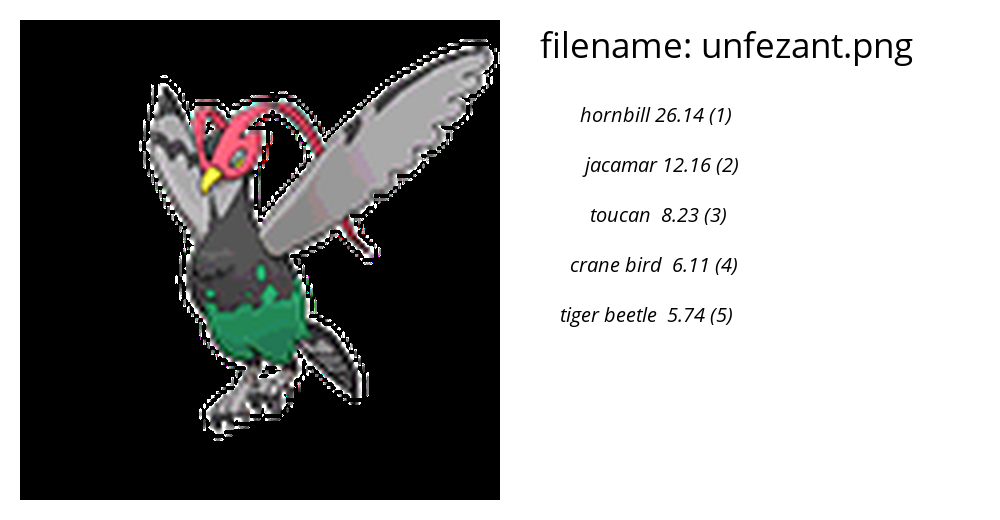 filename: unfezant.png
hornbill 26.14 (1)
jacamar 12.16 (2)
toucan  8.23 (3)
crane bird  6.11 (4)
tiger beetle  5.74 (5)